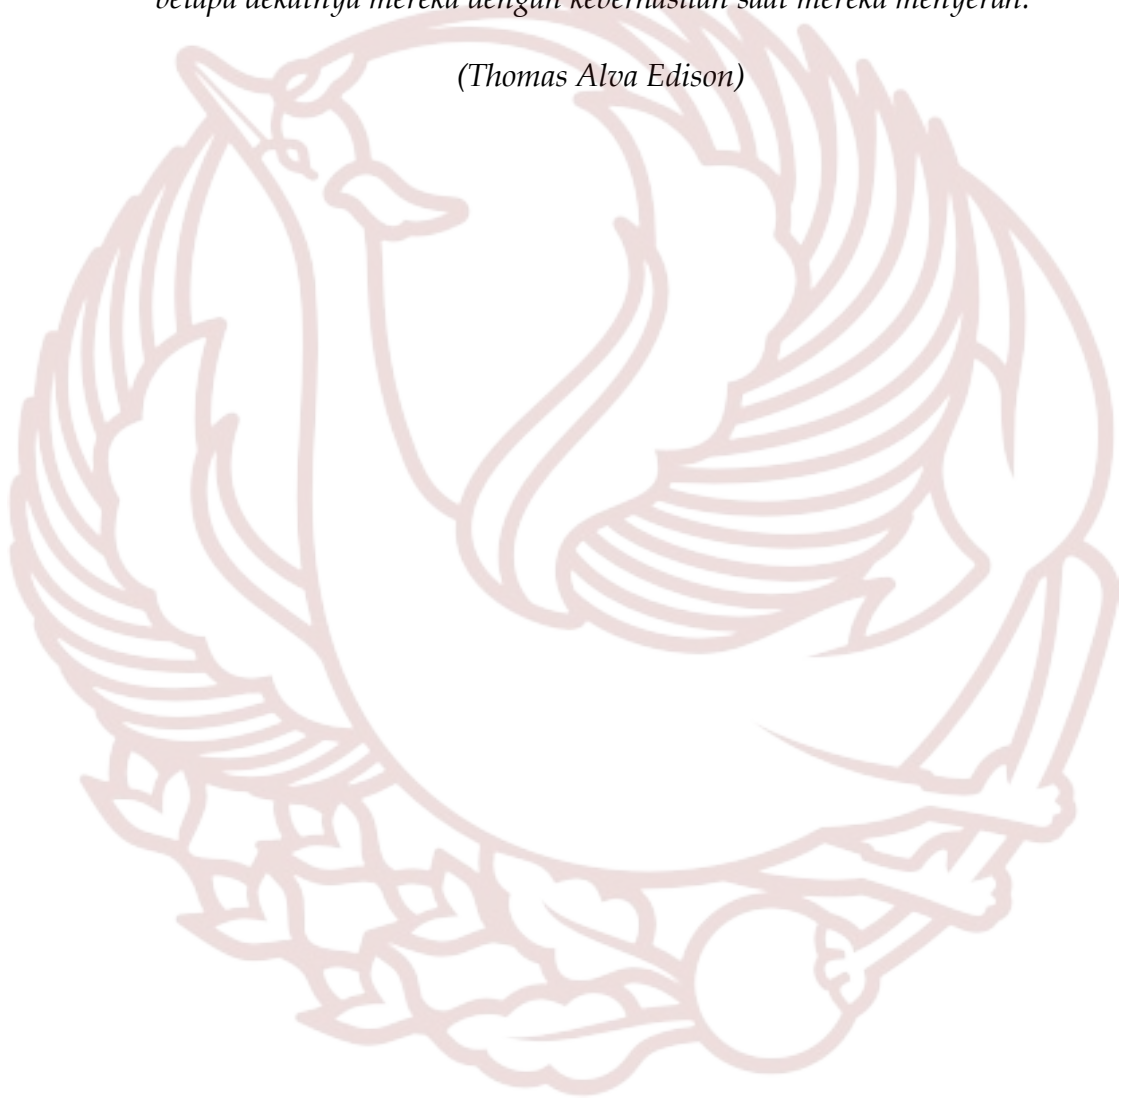 betapa dekatnya mereka dengan keberhasilan saat mereka menyerah.
(Thomas Alva Edison)